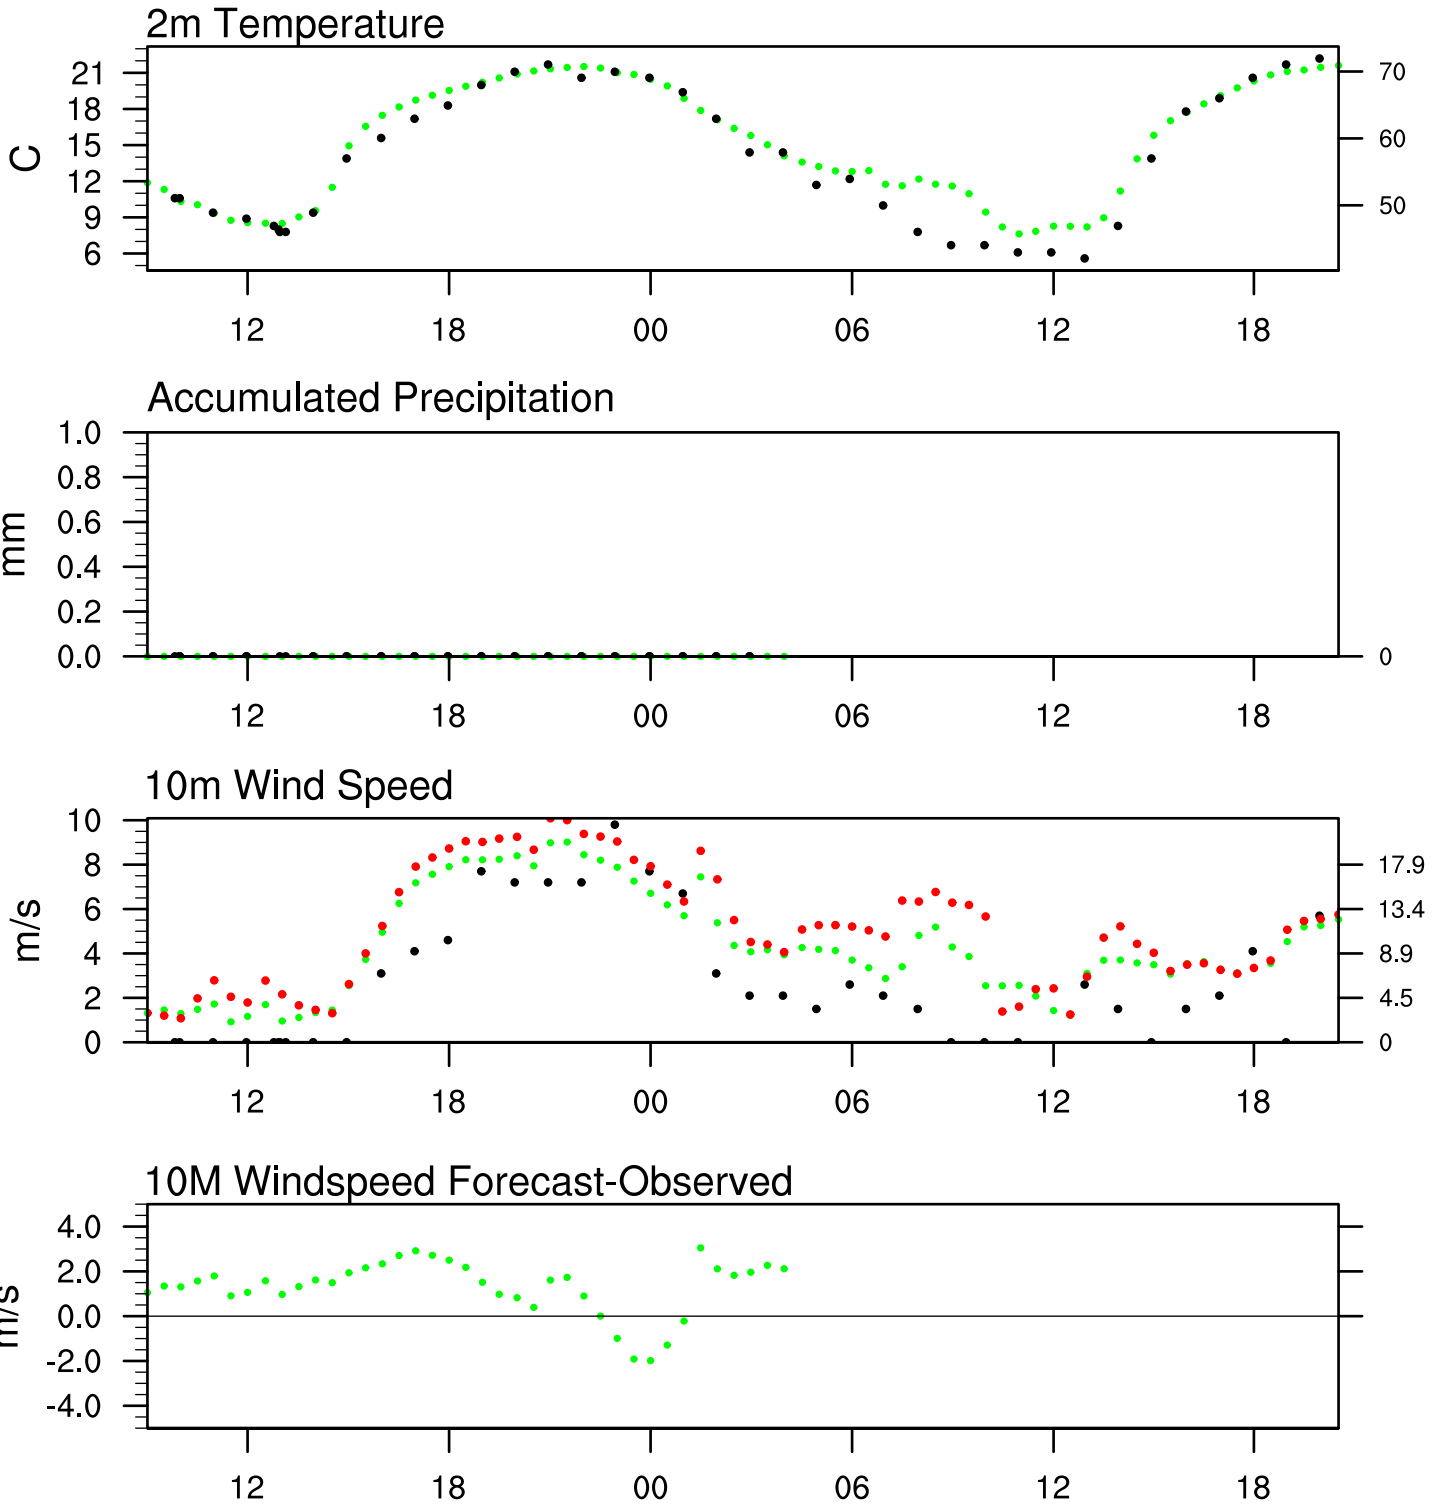 2m Temperature
21
18
15
12
9
6
C
70
60
50
12 18 00 06 12 18
Accumulated Precipitation
1.0
0.8
0.6
0.4
0.2
0.0
mm
0
12 18 00 06 12 18
10m Wind Speed
10
8
6
4
2
0
m/s
17.9
13.4
8.9
4.5
0
12 18 00 06 12 18
10M Windspeed Forecast-Observed
4.0
2.0
0.0
-2.0
-4.0
m/s
12 18 00 06 12 18